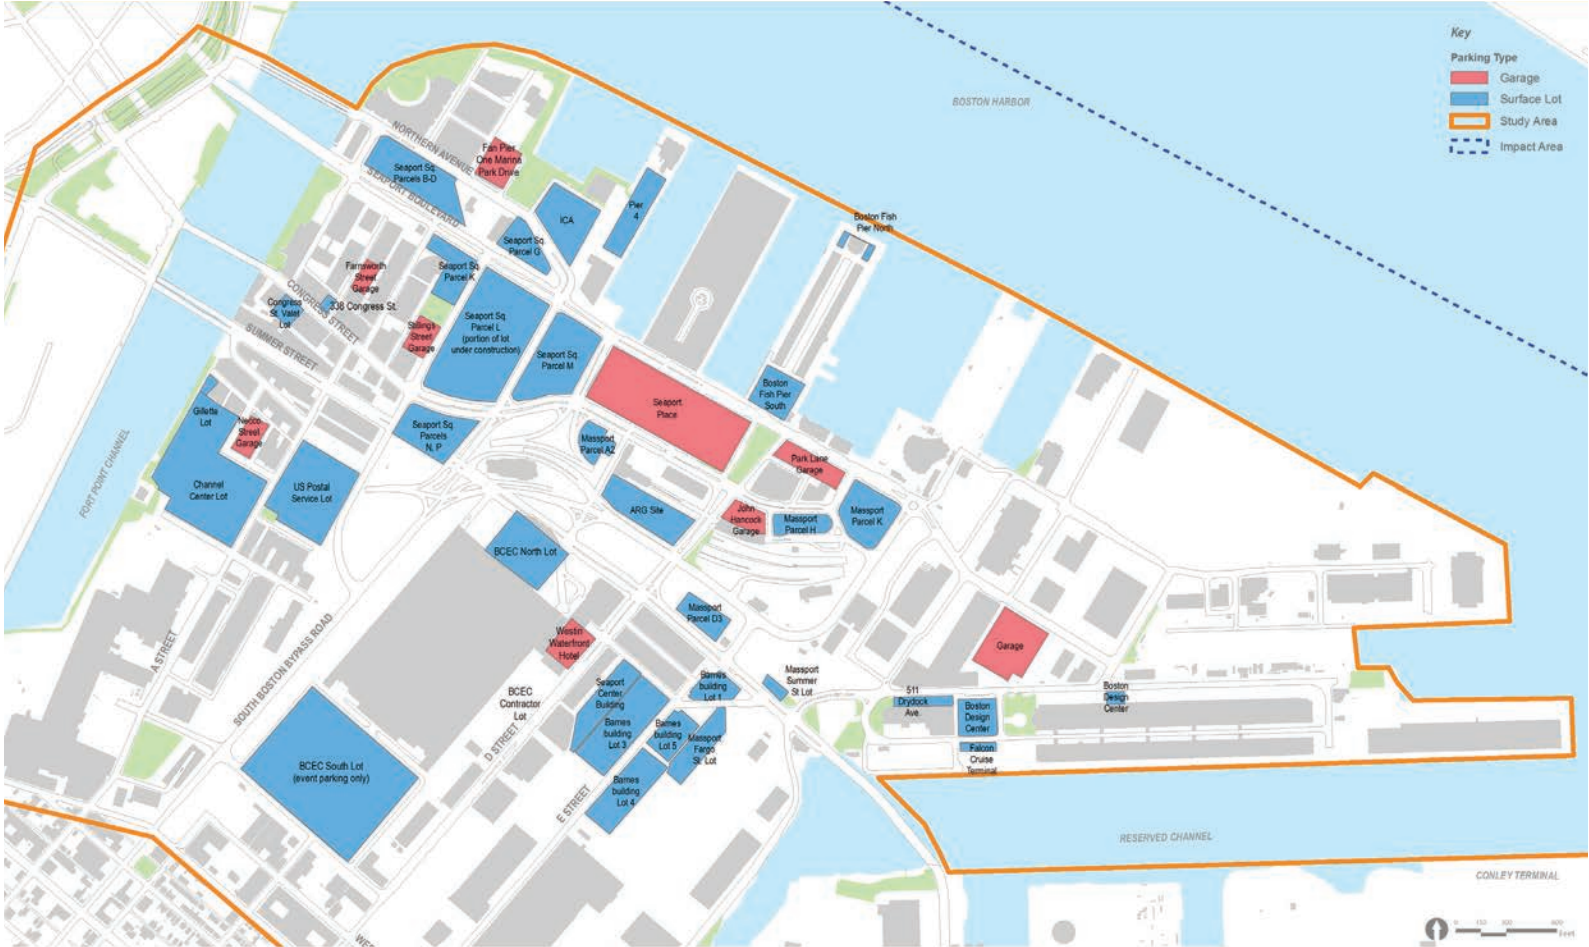 Key
Parking Type
Garage
Surface Lot
Study Area
Impact Area
BOSTON HARBOR
NORTHERN AVENUE
SEAPORT BOULEVARD
Fan Pier
One Marina
Park Drive
Seaport Sq.
Parcels B-D
ICA
Pier
4
Boston Fish
Pier North
Seaport Sq.
Parcel G
Seaport Sq.
Parcel K
Farnsworth
Street
Garage
CONGRESS STREET
338 Congress St.
Congress
St. Valet
Lot
SUMMER STREET
Stillings
Street
Garage
Seaport Sq.
Parcel L
(portion of lot
under construction)
Seaport Sq.
Parcel M
Seaport
Place
Boston
Fish Pier
South
Gillette
Lot
Necco
Street
Garage
Seaport Sq.
Parcels
N, P
Massport
Parcel A2
Park Lane
Garage
FORT POINT CHANNEL
Channel
Center Lot
US Postal
Service Lot
ARG Site
John
Hancock
Garage
Massport
Parcel H
Massport
Parcel K
BCEC North Lot
Massport
Parcel D3
Westin
Waterfront
Hotel
Garage
A STREET
SOUTH BOSTON BYPASS ROAD
BCEC
Contractor
Lot
D STREET
Seaport
Center
Building
Barnes
building
Lot 1
Massport
Summer
St Lot
511
Drydock
Ave.
Boston
Design
Center
Boston
Design
Center
Barnes
building
Lot 3
Barnes
building
Lot 5
Massport
Fargo
St. Lot
Falcon
Cruise
Terminal
BCEC South Lot
(event parking only)
Barnes
building
Lot 4
E STREET
RESERVED CHANNEL
CONLEY TERMINAL
WES
0 150 300 600
Feet